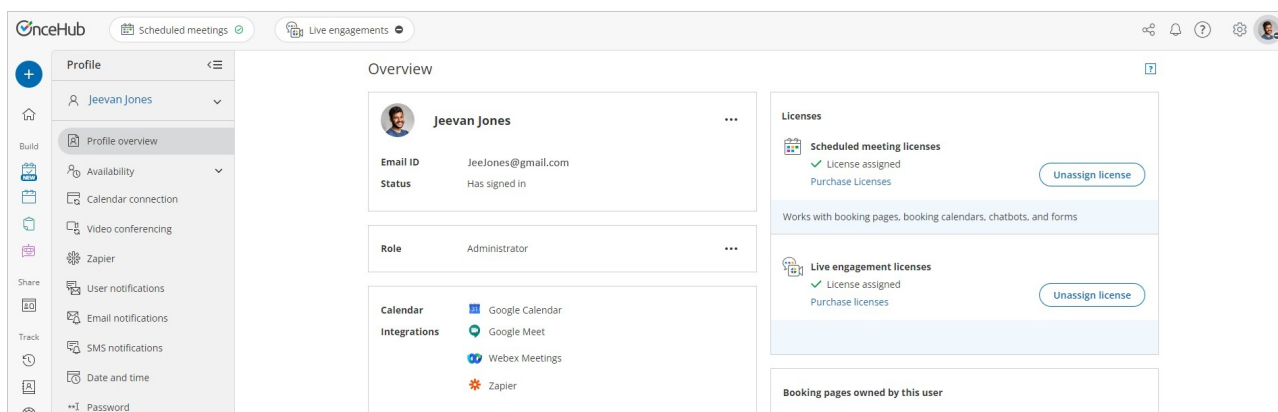 OnceHub
Scheduled meetings
Live engagements
?
Profile
Jeevan Jones
Build
NEW
Share
Track
Profile overview
Availability
Calendar connection
Video conferencing
Zapier
User notifications
Email notifications
SMS notifications
Date and time
Password
Overview
?
Jeevan Jones
...
Email ID JeeJones@gmail.com
Status Has signed in
Role Administrator
...
Calendar Google Calendar
Integrations Google Meet
Webex Meetings
Zapier
Licenses
Scheduled meeting licenses
License assigned
Purchase Licenses
Unassign license
Works with booking pages, booking calendars, chatbots, and forms
Live engagement licenses
License assigned
Purchase licenses
Unassign license
Booking pages owned by this user